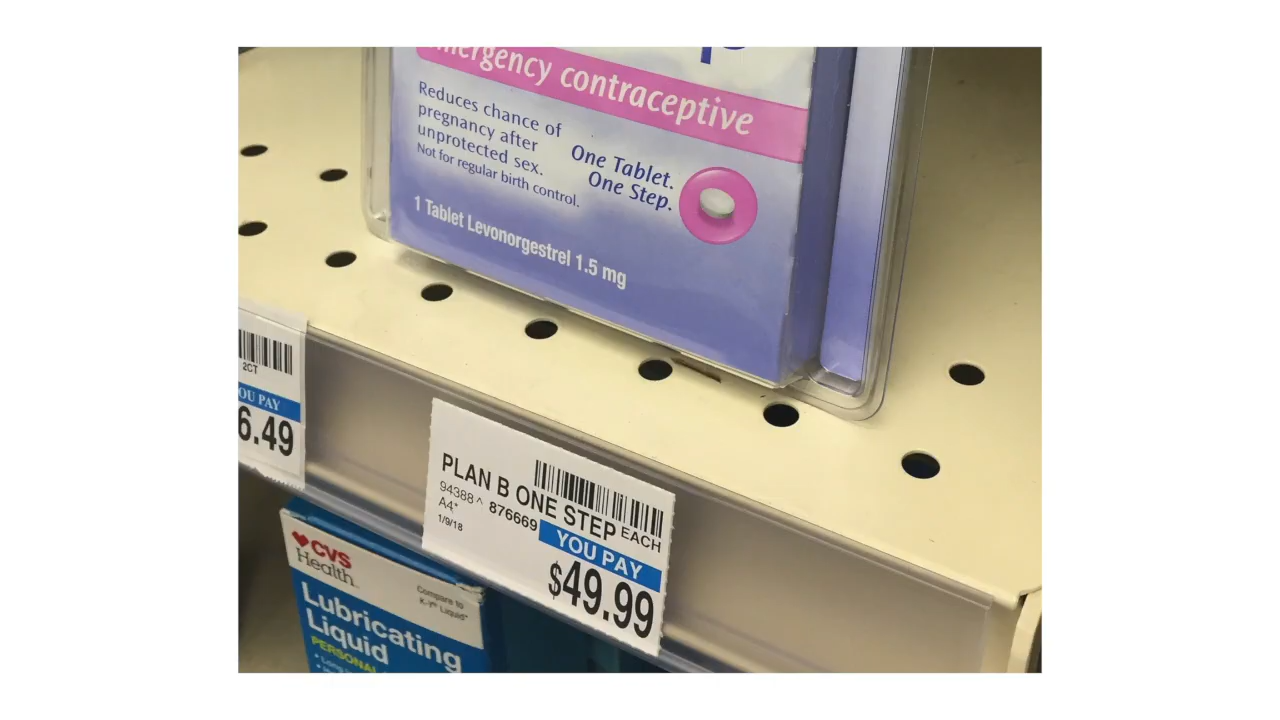 emergency contraceptive
Reduces chance of
pregnancy after
unprotected sex.
Not for regular birth control.
One Tablet.
One Step.
1 Tablet Levonorgestrel 1.5 mg
2CT
OU PAY
6.49
PLAN B ONE STEP EACH
94388^ 876669
A4*
1/9/18
YOU PAY
$49.99
CVS
Health
Compare to
K-Y® Liquid*
Lubricating
Liquid
PERSONAL